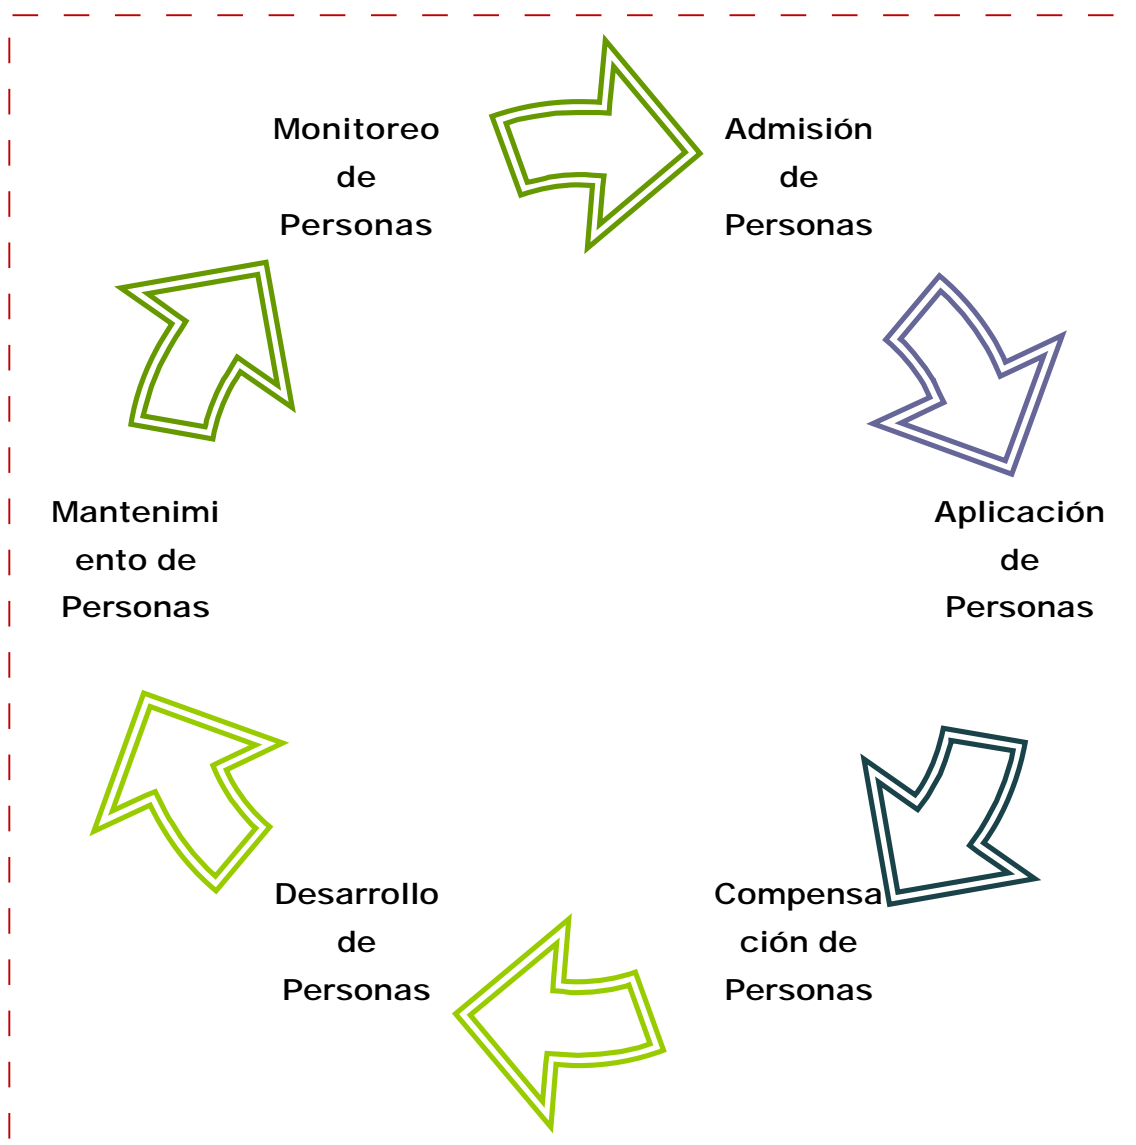 Monitoreo
de
Personas
Admisión
de
Personas
Mantenimi
ento de
Personas
Aplicación
de
Personas
Desarrollo
de
Personas
Compensa
ción de
Personas